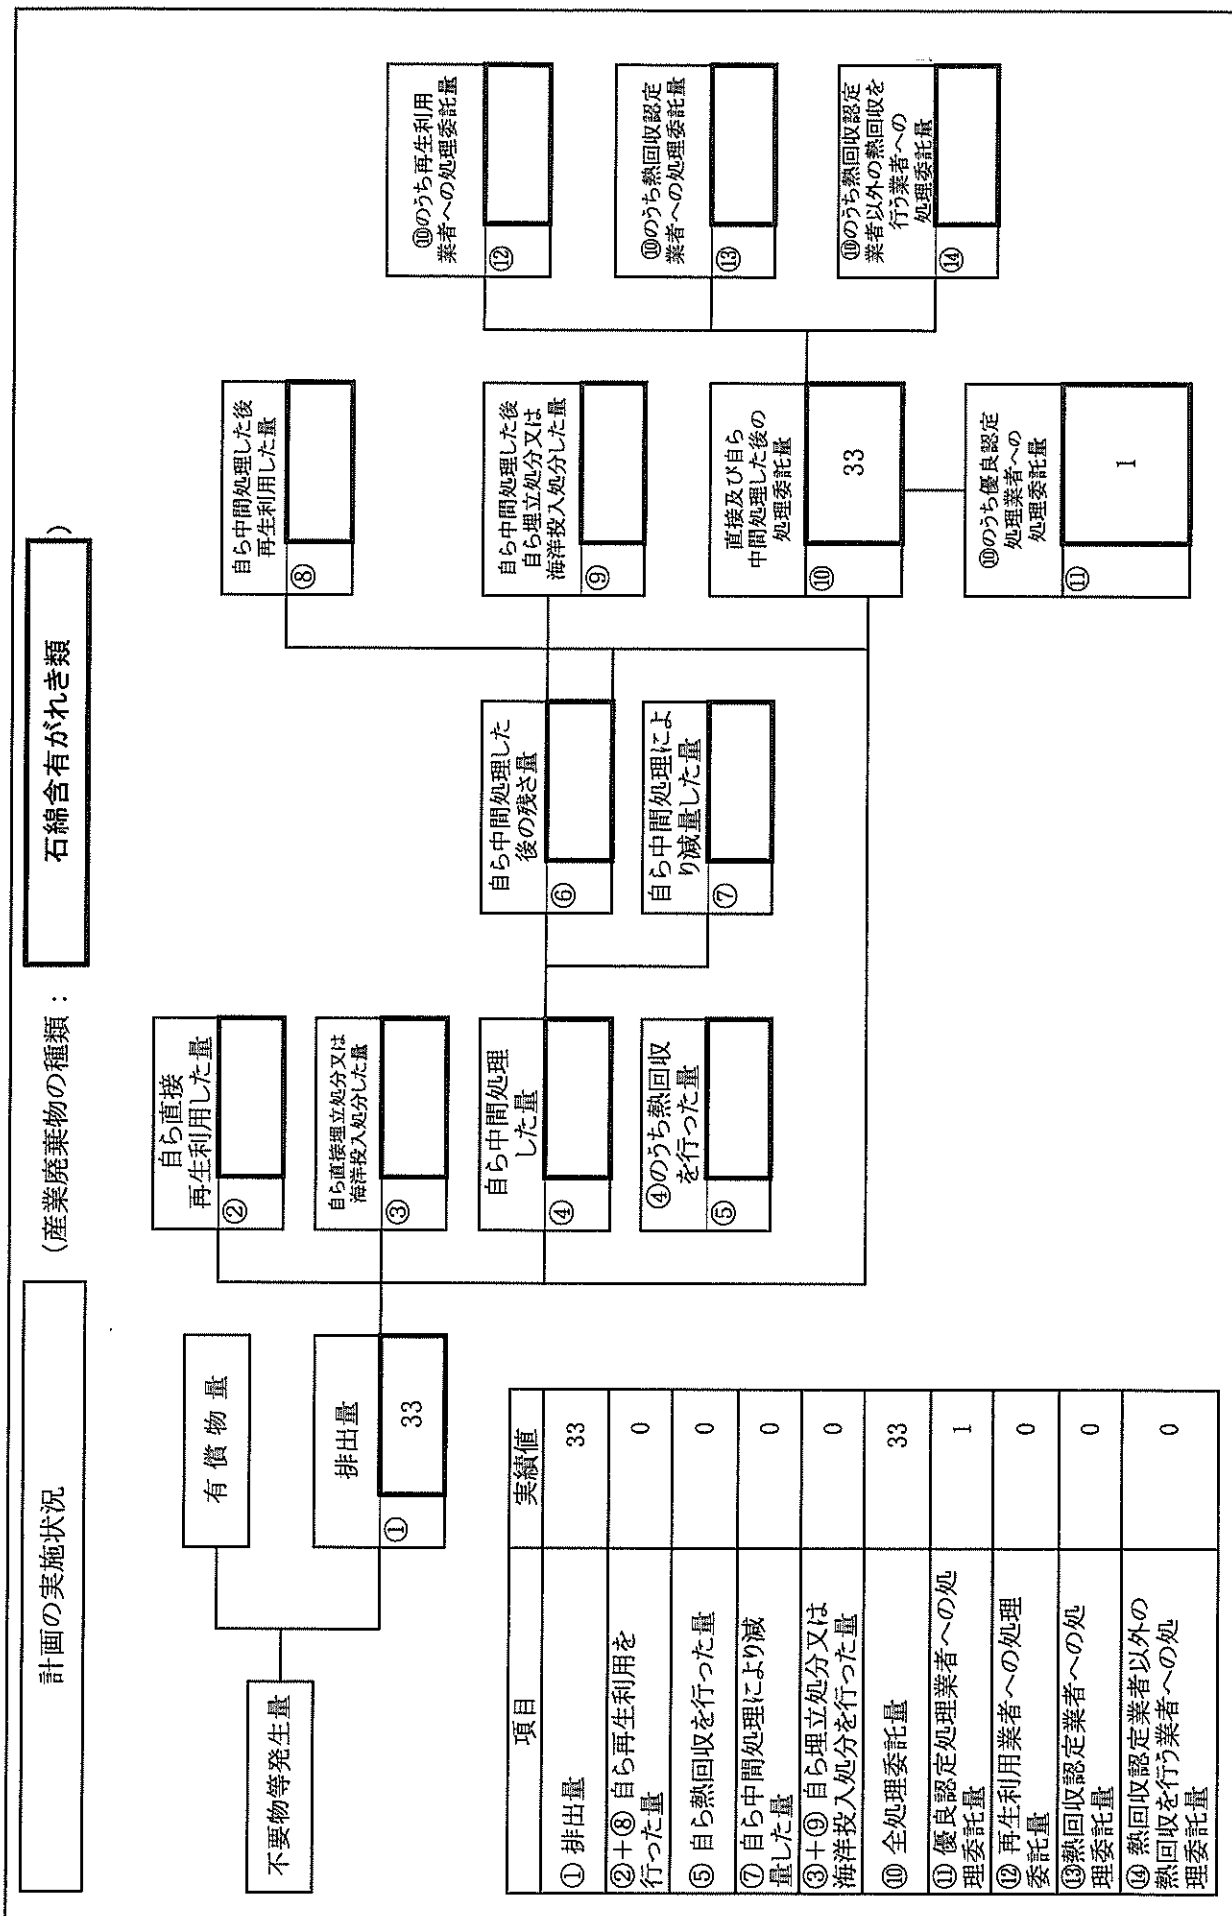 計画の実施状況
（産業廃棄物の種類：
石綿含有がれき類
）
不要物等発生量
有 償 物 量
排出量
①
33
自ら直接
再生利用した量
②
自ら直接埋立処分又は
海洋投入処分した量
③
自ら中間処理
した量
④
④のうち熱回収
を行った量
⑤
自ら中間処理した
後の残さ量
⑥
自ら中間処理によ
り減量した量
⑦
自ら中間処理した後
再生利用した量
⑧
自ら中間処理した後
自ら埋立処分又は
海洋投入処分した量
⑨
直接及び自ら
中間処理した後の
処理委託量
⑩
33
⑩のうち優良認定
処理業者への
処理委託量
⑪
1
⑩のうち再生利用
業者への処理委託量
⑫
⑩のうち熱回収認定
業者への処理委託量
⑬
⑩のうち熱回収認定
業者以外の熱回収を
行う業者への
処理委託量
⑭
項目
実績値
① 排出量
33
②＋⑧ 自ら再生利用を
行った量
0
⑤ 自ら熱回収を行った量
0
⑦ 自ら中間処理により減
量した量
0
③＋⑨ 自ら埋立処分又は
海洋投入処分を行った量
0
⑩ 全処理委託量
33
⑪ 優良認定処理業者への処
理委託量
1
⑫ 再生利用業者への処理
委託量
0
⑬熱回収認定業者への処
理委託量
0
⑭ 熱回収認定業者以外の
熱回収を行う業者への処
理委託量
0